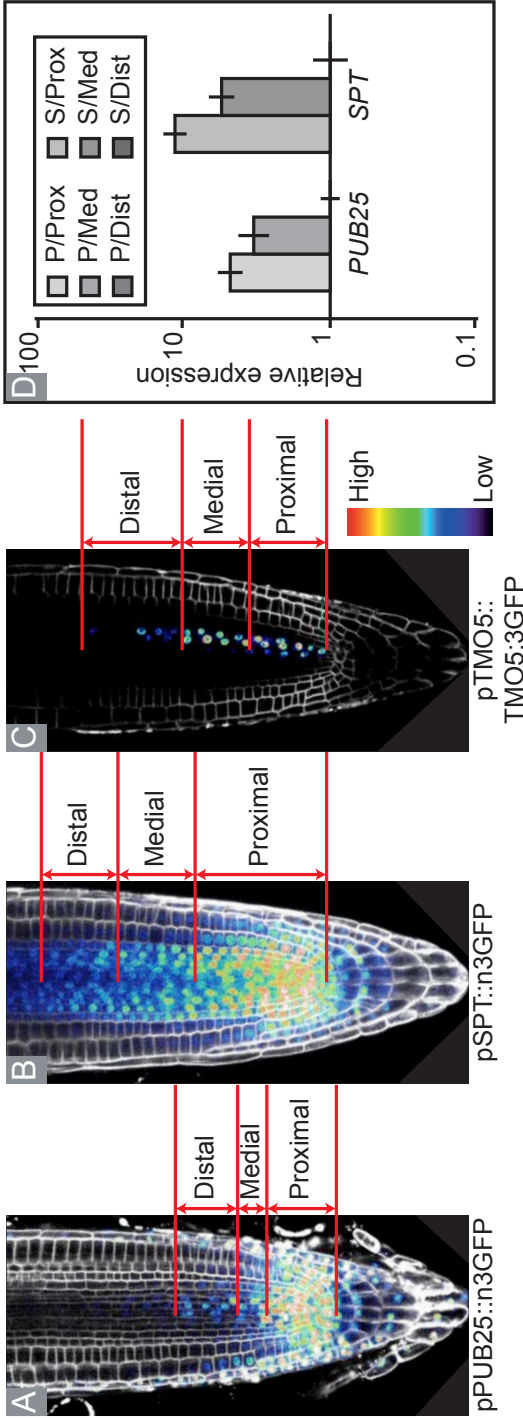 A
Distal
Medial
Proximal
pPUB25::n3GFP
B
Distal
Medial
Proximal
pSPT::n3GFP
C
Distal
Medial
Proximal
High
Low
pTMO5::
TMO5:3GFP
D
100
10
1
0.1
Relative expression
P/Prox S/Prox
P/Med S/Med
P/Dist S/Dist
PUB25 SPT